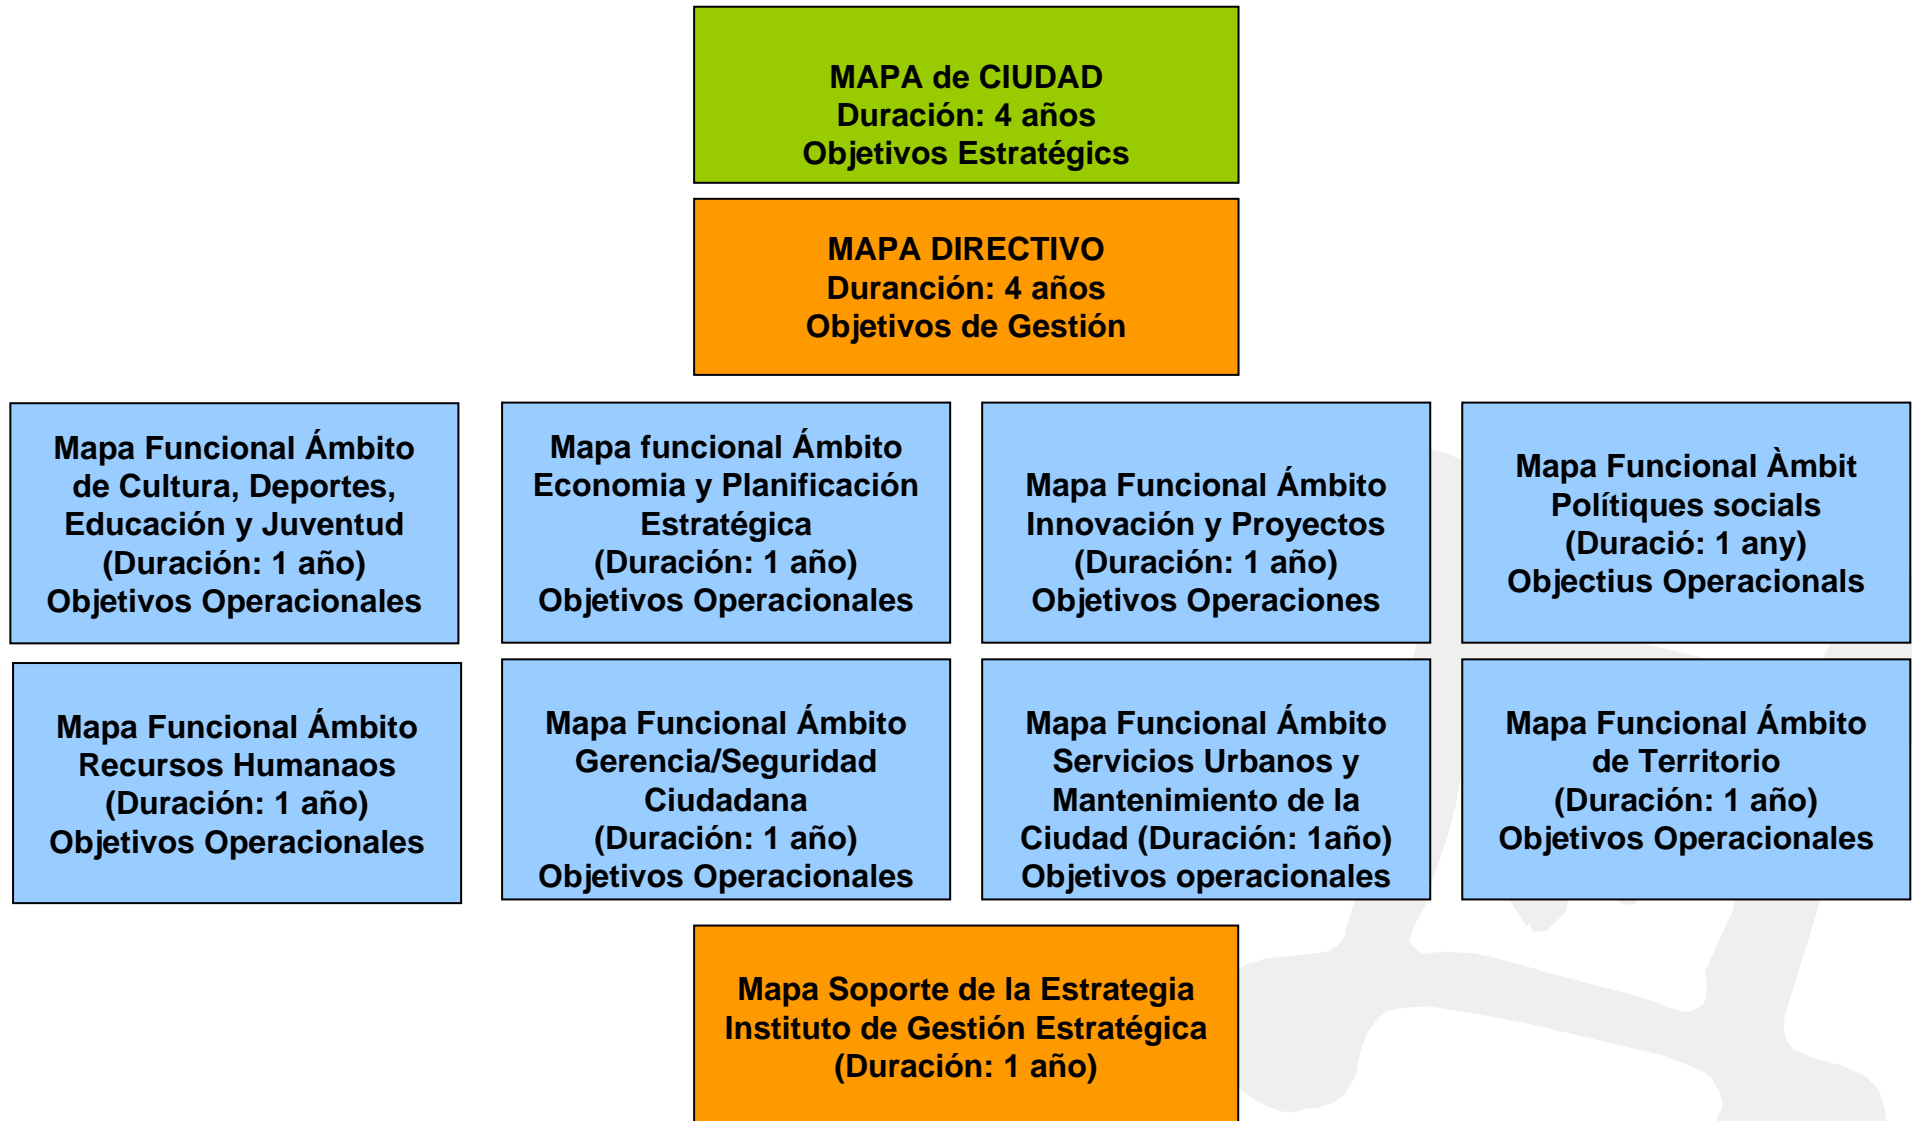 MAPA de CIUDAD
Duración: 4 años
Objetivos Estratégics
MAPA DIRECTIVO
Duranción: 4 años
Objetivos de Gestión
Mapa Funcional Ámbito
de Cultura, Deportes,
Educación y Juventud
(Duración: 1 año)
Objetivos Operacionales
Mapa funcional Ámbito
Economia y Planificación
Estratégica
(Duración: 1 año)
Objetivos Operacionales
Mapa Funcional Ámbito
Innovación y Proyectos
(Duración: 1 año)
Objetivos Operaciones
Mapa Funcional Àmbit
Polítiques socials
(Duració: 1 any)
Objectius Operacionals
Mapa Funcional Ámbito
Recursos Humanaos
(Duración: 1 año)
Objetivos Operacionales
Mapa Funcional Ámbito
Gerencia/Seguridad
Ciudadana
(Duración: 1 año)
Objetivos Operacionales
Mapa Funcional Ámbito
Servicios Urbanos y
Mantenimiento de la
Ciudad (Duración: 1año)
Objetivos operacionales
Mapa Funcional Ámbito
de Territorio
(Duración: 1 año)
Objetivos Operacionales
Mapa Soporte de la Estrategia
Instituto de Gestión Estratégica
(Duración: 1 año)